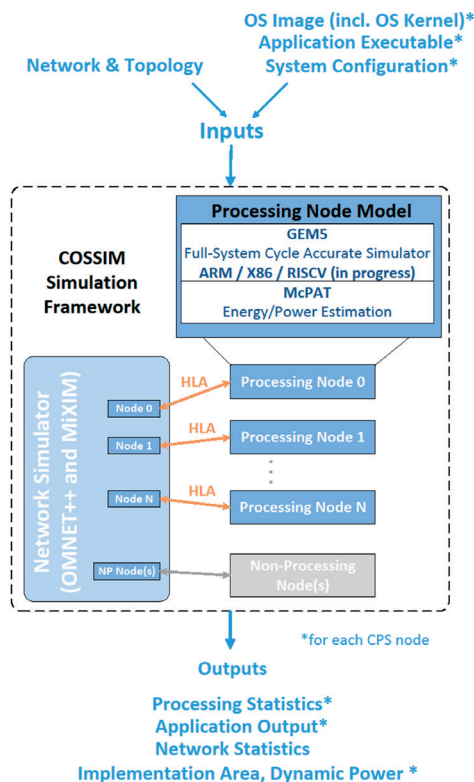 OS Image (incl. OS Kernel)*
Application Executable*
Network & Topology
System Configuration*
Inputs
Processing Node Model
GEM5
Full-System Cycle Accurate Simulator
ARM / X86 / RISCV (in progress)
McPAT
Energy/Power Estimation
COSSIM
Simulation
Framework
Network Simulator
(OMNET++ and MiXIM)
Node 0
HLA
Processing Node 0
Node 1
HLA
Processing Node 1
Node N
HLA
Processing Node N
NP Node(s)
Non-Processing
Node(s)
*for each CPS node
Outputs
Processing Statistics*
Application Output*
Network Statistics
Implementation Area, Dynamic Power *